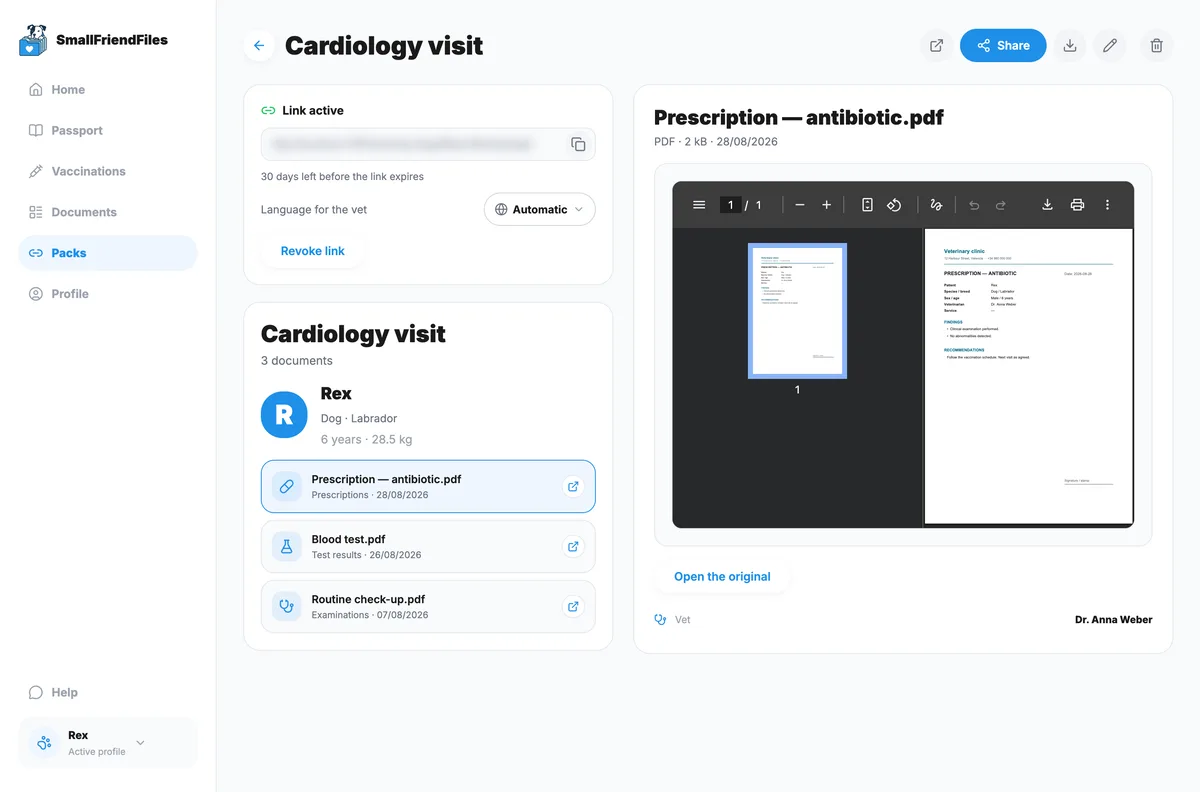 SmallFriendFiles
Home
Passport
Vaccinations
Documents
Packs
Profile
Help
Rex
Active profile
Cardiology visit
Share
Link active
30 days left before the link expires
Language for the vet
Automatic
Revoke link
Cardiology visit
3 documents
R
Rex
Dog · Labrador
6 years · 28.5 kg
Prescription — antibiotic.pdf
Prescriptions · 28/08/2026
Blood test.pdf
Test results · 26/08/2026
Routine check-up.pdf
Examinations · 07/08/2026
Prescription — antibiotic.pdf
PDF · 2 kB · 28/08/2026
1 / 1
1
Veterinary clinic
PRESCRIPTION — ANTIBIOTIC
Patient Rex
Species / breed Dog / Labrador
Sex / age Male / 6 years
Veterinarian Dr. Anna Weber
Service —
FINDINGS
• Clinical examination performed.
• No abnormalities detected.
RECOMMENDATIONS
Follow the vaccination schedule. Next visit as agreed.
Open the original
Vet
Dr. Anna Weber